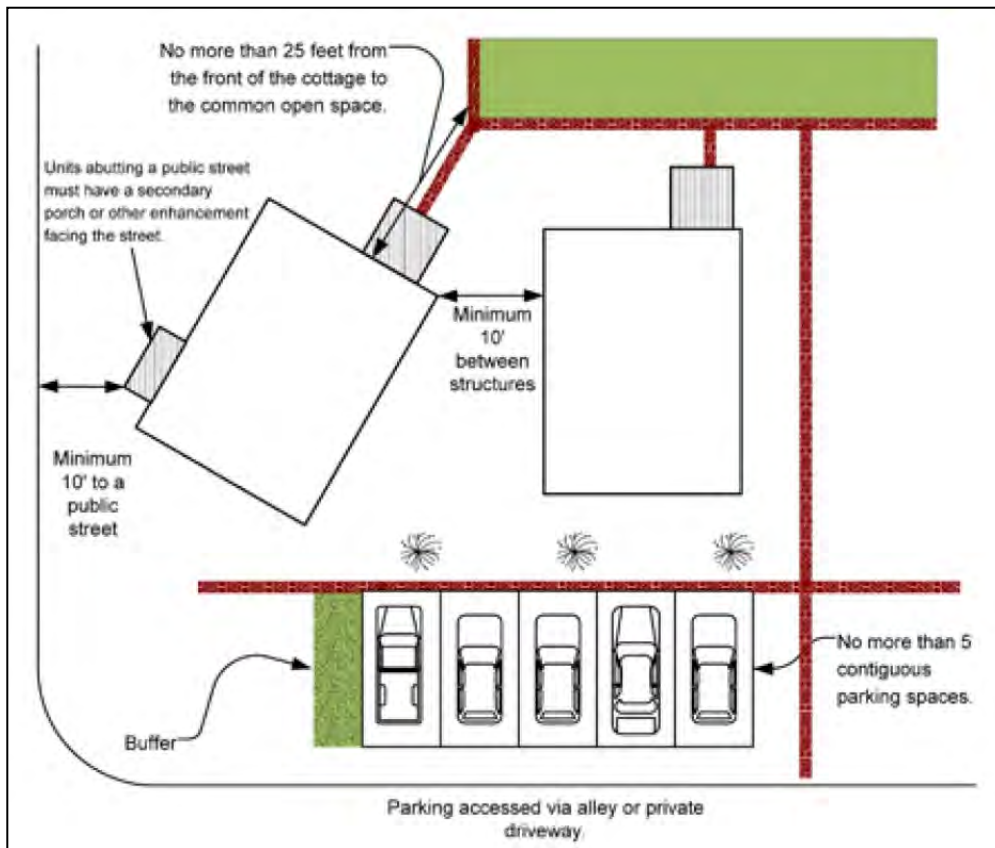 No more than 25 feet from
the front of the cottage to
the common open space.
Units abutting a public street
must have a secondary
porch or other enhancement
facing the street.
Minimum
10'
between
structures
Minimum
10' to a
public
street
No more than 5
contiguous
parking spaces.
Buffer
Parking accessed via alley or private
driveway.